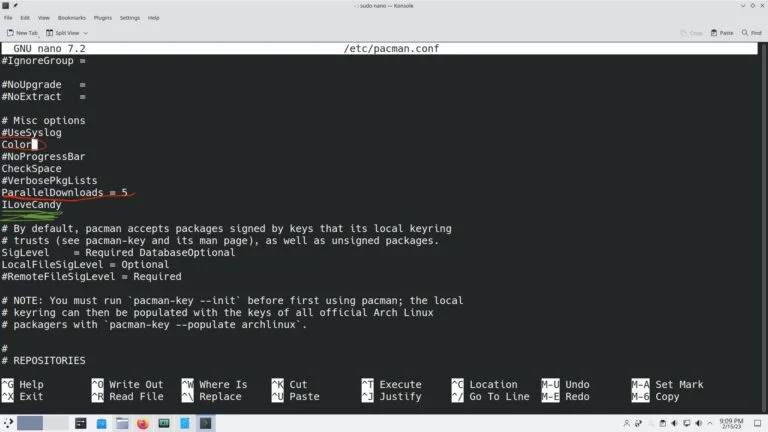 ~ : sudo nano — Konsole
File Edit View Bookmarks Plugins Settings Help
New Tab Split View Copy Paste Find
GNU nano 7.2 /etc/pacman.conf
#IgnoreGroup =
#NoUpgrade =
#NoExtract =
# Misc options
#UseSyslog
Color
#NoProgressBar
CheckSpace
#VerbosePkgLists
ParallelDownloads = 5
ILoveCandy
# By default, pacman accepts packages signed by keys that its local keyring
# trusts (see pacman-key and its man page), as well as unsigned packages.
SigLevel = Required DatabaseOptional
LocalFileSigLevel = Optional
#RemoteFileSigLevel = Required
# NOTE: You must run `pacman-key --init` before first using pacman; the local
# keyring can then be populated with the keys of all official Arch Linux
# packagers with `pacman-key --populate archlinux`.
#
# REPOSITORIES
^G Help ^O Write Out ^W Where Is ^K Cut ^T Execute ^C Location M-U Undo M-A Set Mark
^X Exit ^R Read File ^\ Replace ^U Paste ^J Justify ^/ Go To Line M-E Redo M-6 Copy
9:09 PM
2/15/23